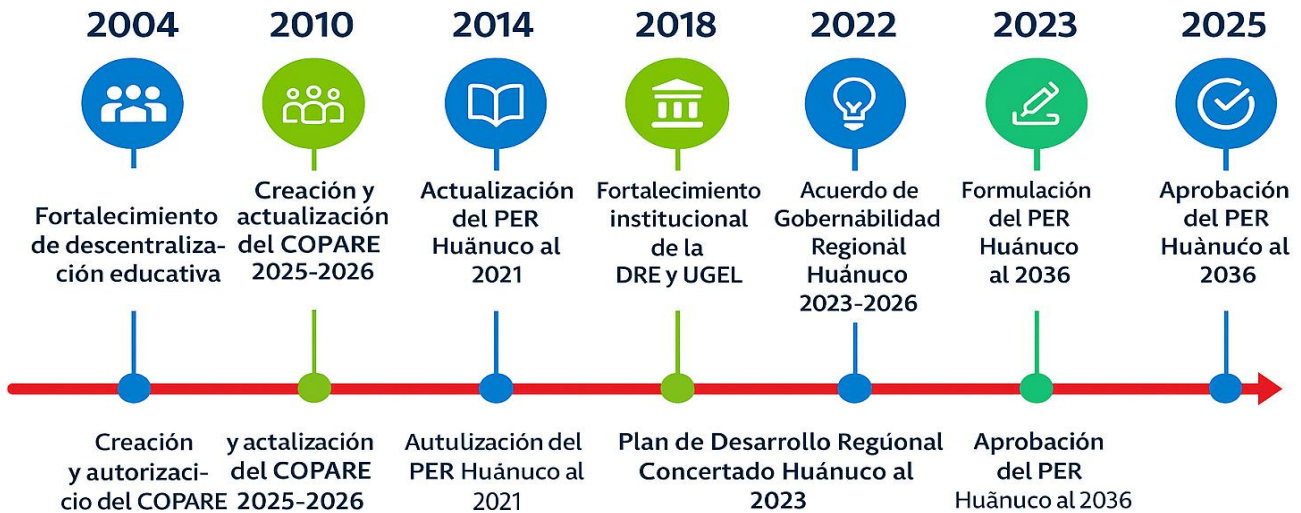 2004
2010
2014
2018
2022
2023
2025
Fortalecimiento
de descentraliza-
ción educativa
Creación y
actualización
del COPARE
2025-2026
Actualización
del PER
Huänuco al
2021
Fortalecimiento
institucional
de la
DRE y UGEL
Acuerdo de
Gobernábilidad
Regionàl
Huánuco
2023-2026
Formulación
del PER
Huánuco
al 2036
Aprobación
del PER
Huànućo al
2036
Creación
y autorizaci-
cio del COPARE
y actalización
del COPARE
2025-2026
Autulización del
PER Huánuco al
2021
Plan de Desarrollo Regúonal
Concertado Huánuco al
2023
Aprobación
del PER
Huãnuco al 2036